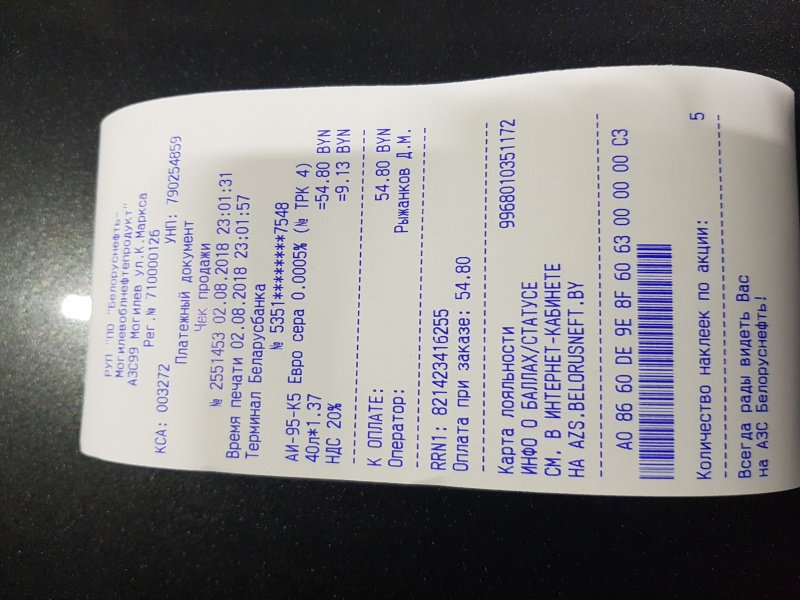 РУП "ПО "Белоруснефть-
Могилевоблнефтепродукт"
АЗС99 Могилев ул.К.Маркса
Рег.№ 710000126
КСА: 003272 УНП: 790254859
Платежный документ
Чек продажи
№ 2551453 02.08.2018 23:01:31
Время печати 02.08.2018 23:01:57
Терминал Беларусбанка
№ 5351********7548
АИ-95-К5 Евро сера 0.0005% (№ ТРК 4)
40л*1.37 =54.80 BYN
НДС 20% =9.13 BYN
К ОПЛАТЕ: 54.80 BYN
Оператор: Рыжанков Д.М.
RRN1: 821423416255
Оплата при заказе: 54.80
Карта лояльности 9968010351172
ИНФО О БАЛЛАХ/СТАТУСЕ
СМ. В ИНТЕРНЕТ-КАБИНЕТЕ
НА AZS.BELORUSNEFT.BY
A0 86 60 DE 9E 8F 60 63 00 00 00 00 C3
Количество наклеек по акции: 5
Всегда рады видеть Вас
на АЗС Белоруснефть!